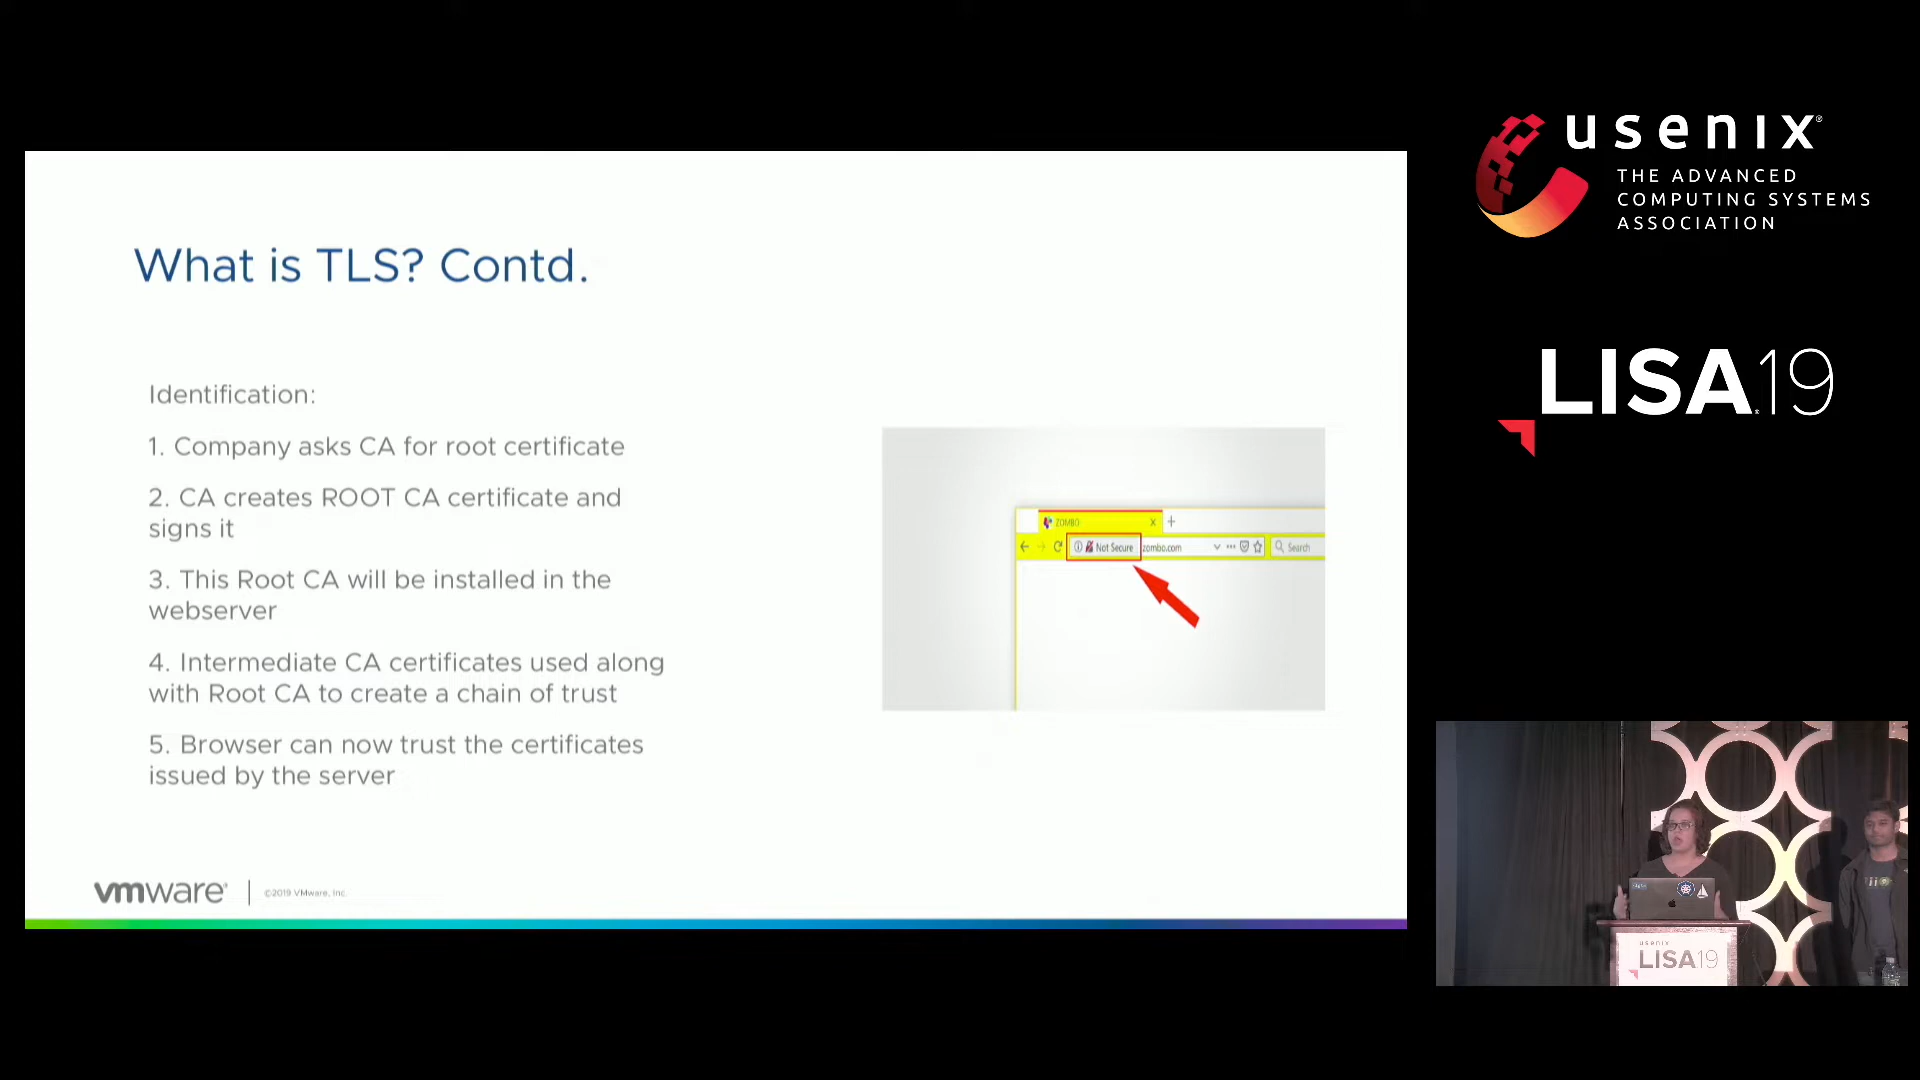 What is TLS? Contd.
Identification:
1. Company asks CA for root certificate
2. CA creates ROOT CA certificate and
signs it
3. This Root CA will be installed in the
webserver
4. Intermediate CA certificates used along
with Root CA to create a chain of trust
5. Browser can now trust the certificates
issued by the server
ZOMBO
Not Secure
zombo.com
Search
vmware
©2019 VMware, Inc.
usenix
THE ADVANCED
COMPUTING SYSTEMS
ASSOCIATION
LISA19
usenix
LISA19